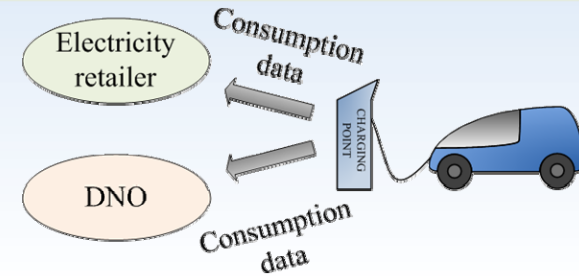 Electricity
retailer
Consumption
data
CHARGING
POINT
DNO
Consumption
data